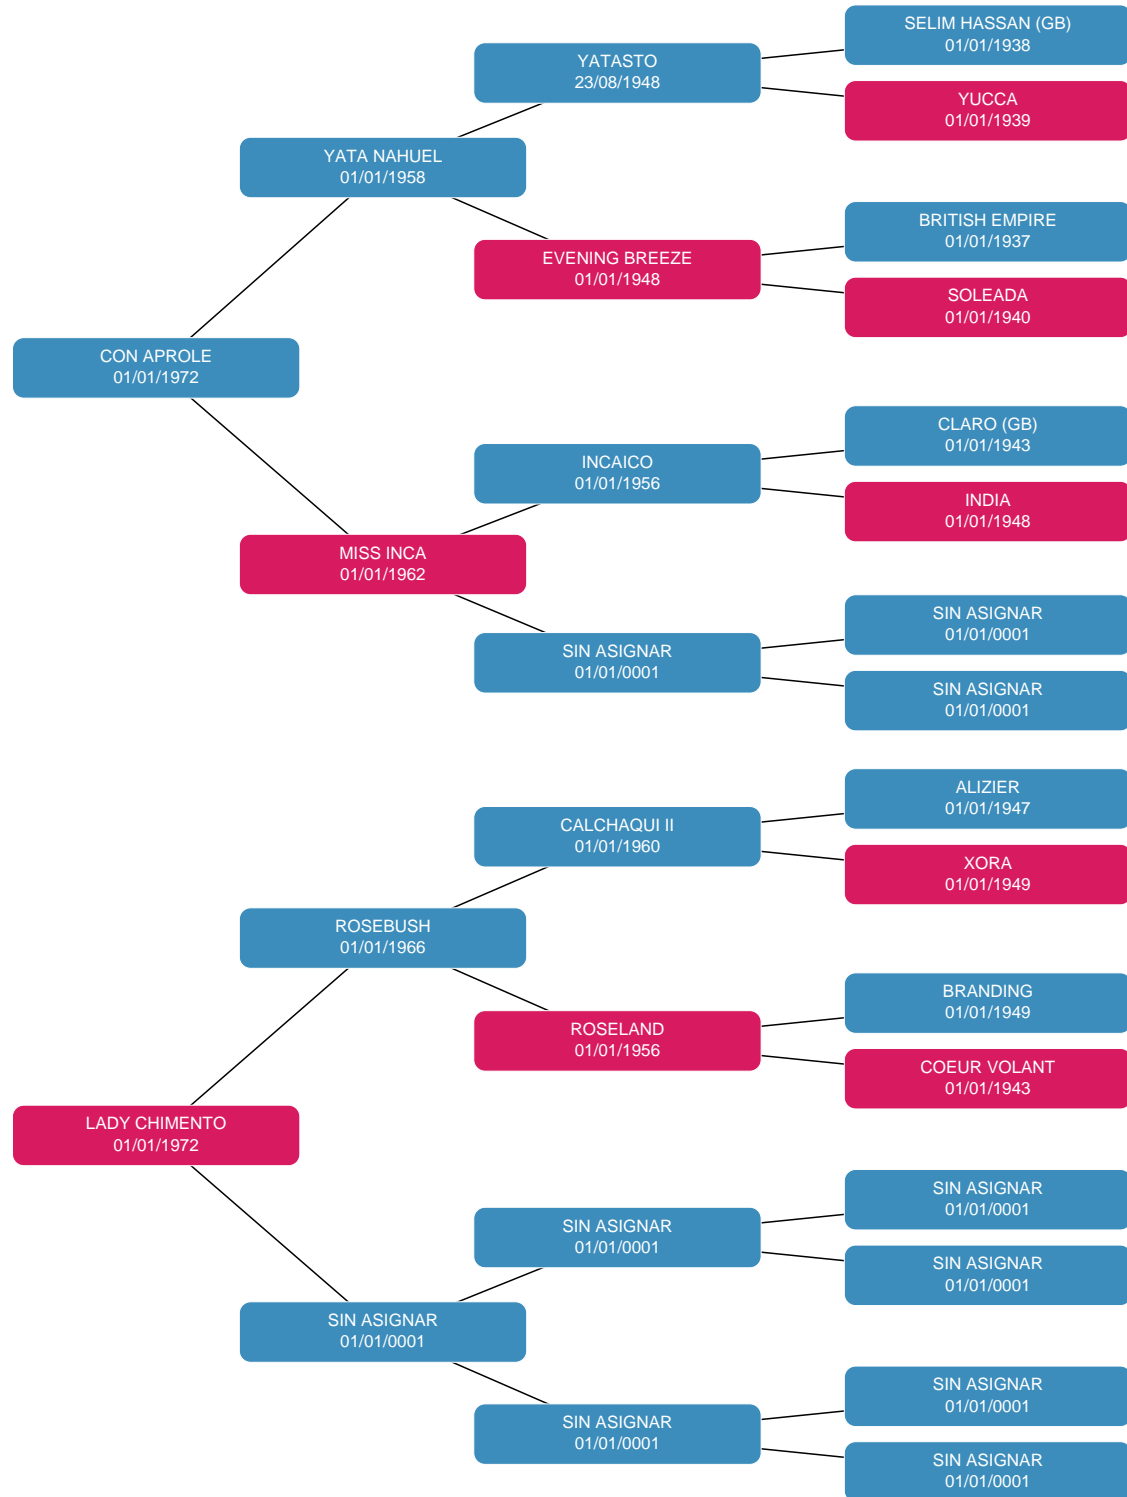 SELIM HASSAN (GB)
01/01/1938
YATASTO
23/08/1948
YUCCA
01/01/1939
YATA NAHUEL
01/01/1958
BRITISH EMPIRE
01/01/1937
EVENING BREEZE
01/01/1948
SOLEADA
01/01/1940
CON APROLE
01/01/1972
CLARO (GB)
01/01/1943
INCAICO
01/01/1956
INDIA
01/01/1948
MISS INCA
01/01/1962
SIN ASIGNAR
01/01/0001
SIN ASIGNAR
01/01/0001
SIN ASIGNAR
01/01/0001
ALIZIER
01/01/1947
CALCHAQUI II
01/01/1960
XORA
01/01/1949
ROSEBUSH
01/01/1966
BRANDING
01/01/1949
ROSELAND
01/01/1956
COEUR VOLANT
01/01/1943
LADY CHIMENTO
01/01/1972
SIN ASIGNAR
01/01/0001
SIN ASIGNAR
01/01/0001
SIN ASIGNAR
01/01/0001
SIN ASIGNAR
01/01/0001
SIN ASIGNAR
01/01/0001
SIN ASIGNAR
01/01/0001
SIN ASIGNAR
01/01/0001